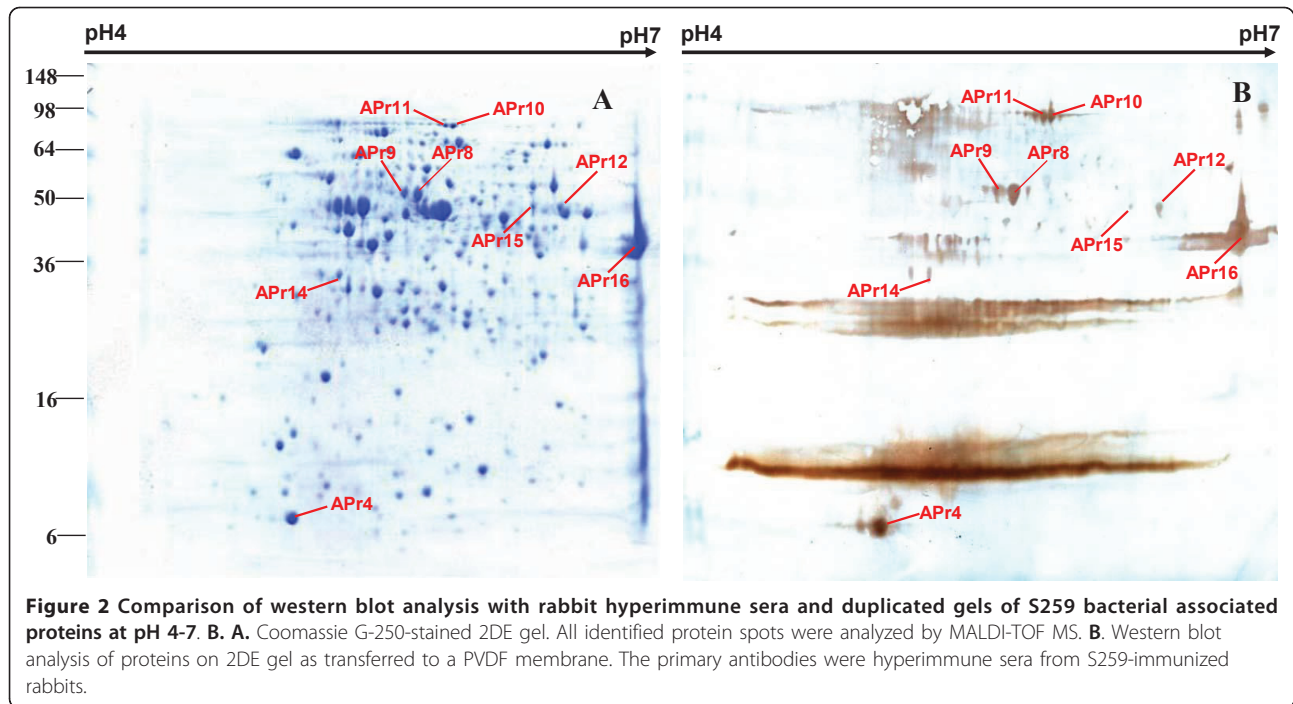 pH4 pH7 pH4 pH7
148
98
64
50
36
16
6
A
APr11 APr10
APr9 APr8
APr12
APr15
APr16
APr14
APr4
B
APr11 APr10
APr9 APr8
APr12
APr15
APr16
APr14
APr4
Figure 2 Comparison of western blot analysis with rabbit hyperimmune sera and duplicated gels of S259 bacterial associated
proteins at pH 4-7. B. A. Coomassie G-250-stained 2DE gel. All identified protein spots were analyzed by MALDI-TOF MS. B. Western blot
analysis of proteins on 2DE gel as transferred to a PVDF membrane. The primary antibodies were hyperimmune sera from S259-immunized
rabbits.